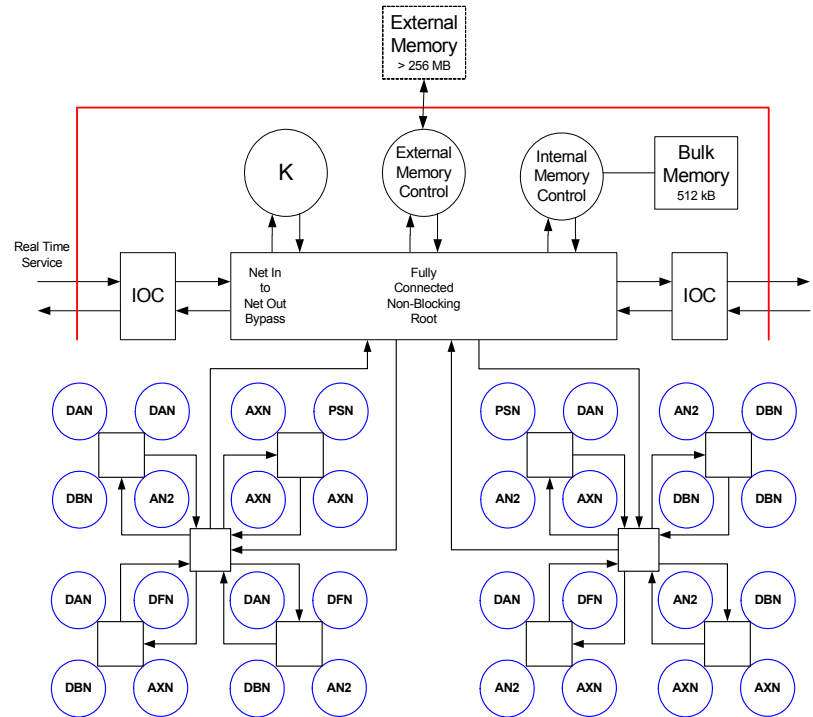 External
Memory
> 256 MB
K
External
Memory
Control
Internal
Memory
Control
Bulk
Memory
512 kB
Real Time
Service
IOC
Net In
to
Net Out
Bypass
Fully
Connected
Non-Blocking
Root
IOC
DAN DAN AXN PSN PSN DAN AN2 DBN
DBN AN2 AXN AXN AN2 AXN DBN DBN
DAN DFN DAN DFN DAN DFN AN2 DBN
DBN AXN DBN AN2 AN2 AXN AXN AXN